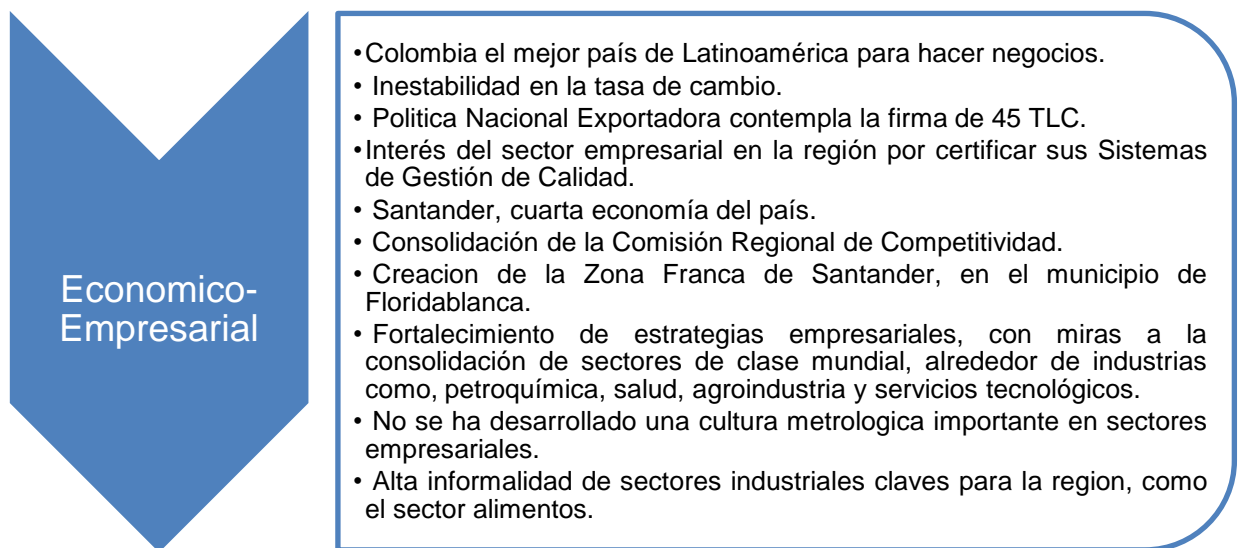 Economico-
Empresarial
•Colombia el mejor país de Latinoamérica para hacer negocios.
• Inestabilidad en la tasa de cambio.
• Politica Nacional Exportadora contempla la firma de 45 TLC.
•Interés del sector empresarial en la región por certificar sus Sistemas
de Gestión de Calidad.
• Santander, cuarta economía del país.
• Consolidación de la Comisión Regional de Competitividad.
• Creacion de la Zona Franca de Santander, en el municipio de
Floridablanca.
• Fortalecimiento de estrategias empresariales, con miras a la
consolidación de sectores de clase mundial, alrededor de industrias
como, petroquímica, salud, agroindustria y servicios tecnológicos.
• No se ha desarrollado una cultura metrologica importante en sectores
empresariales.
• Alta informalidad de sectores industriales claves para la region, como
el sector alimentos.